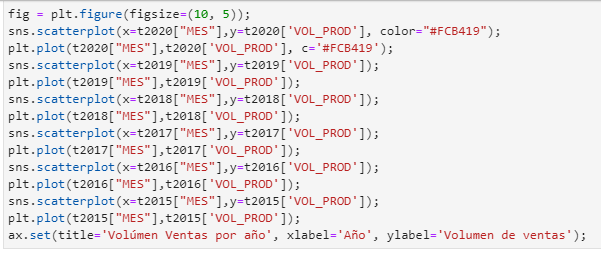 fig = plt.figure(figsize=(10, 5));
sns.scatterplot(x=t2020["MES"],y=t2020['VOL_PROD'], color="#FCB419");
plt.plot(t2020["MES"],t2020['VOL_PROD'], c='#FCB419');
sns.scatterplot(x=t2019["MES"],y=t2019['VOL_PROD']);
plt.plot(t2019["MES"],t2019['VOL_PROD']);
sns.scatterplot(x=t2018["MES"],y=t2018['VOL_PROD']);
plt.plot(t2018["MES"],t2018['VOL_PROD']);
sns.scatterplot(x=t2017["MES"],y=t2017['VOL_PROD']);
plt.plot(t2017["MES"],t2017['VOL_PROD']);
sns.scatterplot(x=t2016["MES"],y=t2016['VOL_PROD']);
plt.plot(t2016["MES"],t2016['VOL_PROD']);
sns.scatterplot(x=t2015["MES"],y=t2015['VOL_PROD']);
plt.plot(t2015["MES"],t2015['VOL_PROD']);
ax.set(title='Volúmen Ventas por año', xlabel='Año', ylabel='Volumen de ventas');